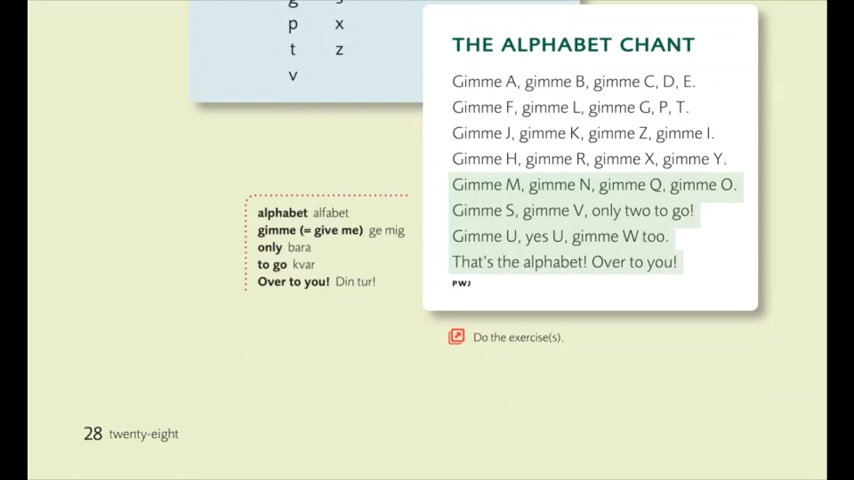 g
p x
t z
v
THE ALPHABET CHANT
Gimme A, gimme B, gimme C, D, E.
Gimme F, gimme L, gimme G, P, T.
Gimme J, gimme K, gimme Z, gimme I.
Gimme H, gimme R, gimme X, gimme Y.
Gimme M, gimme N, gimme Q, gimme O.
Gimme S, gimme V, only two to go!
Gimme U, yes U, gimme W too.
That's the alphabet! Over to you!
PWJ
alphabet alfabet
gimme (= give me) ge mig
only bara
to go kvar
Over to you! Din tur!
Do the exercise(s).
28 twenty-eight